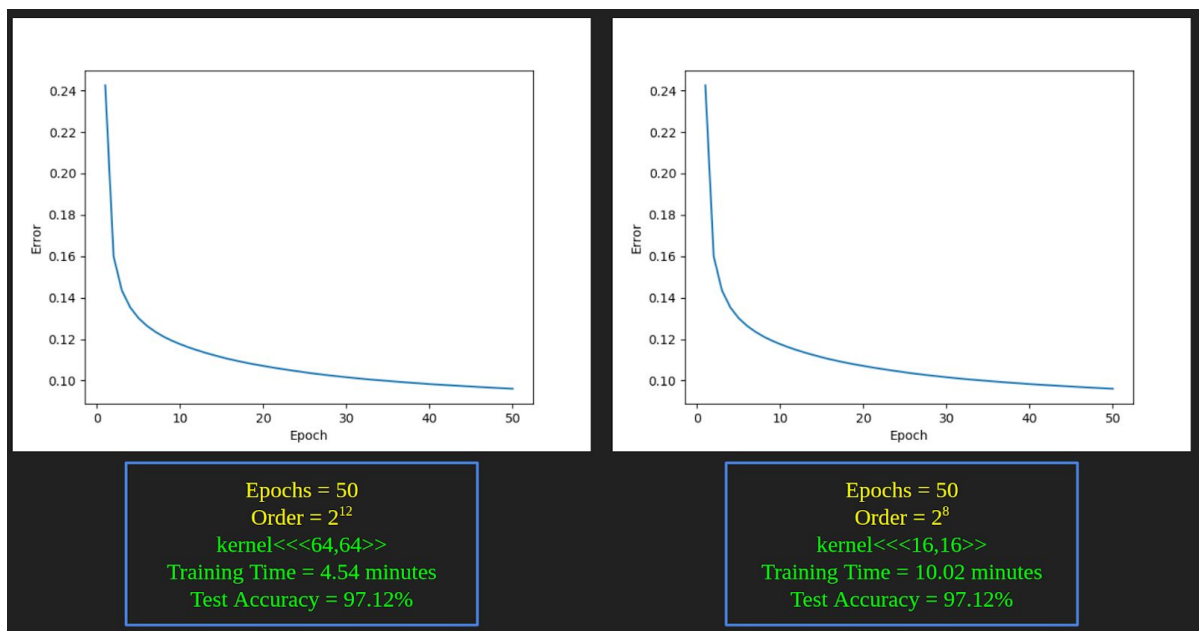 0.24
0.22
0.20
0.18
0.16
0.14
0.12
0.10
Error
0 10 20 30 40 50
Epoch
Epochs = 50
Order = 2¹²
kernel<<<64,64>>
Training Time = 4.54 minutes
Test Accuracy = 97.12%
0.24
0.22
0.20
0.18
0.16
0.14
0.12
0.10
Error
0 10 20 30 40 50
Epoch
Epochs = 50
Order = 2⁸
kernel<<<16,16>>
Training Time = 10.02 minutes
Test Accuracy = 97.12%